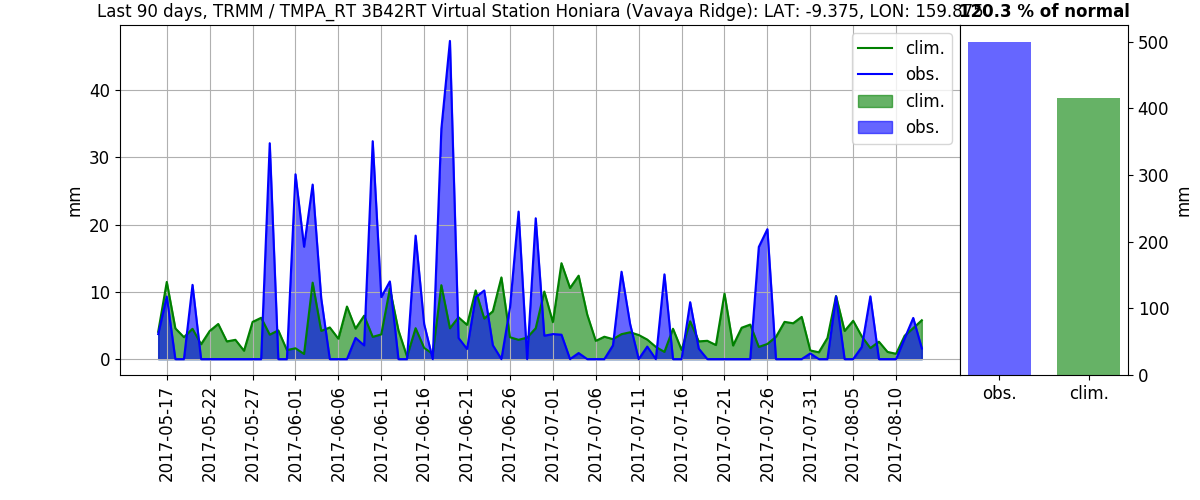 Last 90 days, TRMM / TMPA_RT 3B42RT Virtual Station Honiara (Vavaya Ridge): LAT: -9.375, LON: 159.875
120.3 % of normal
clim.
obs.
clim.
obs.
mm
40
30
20
10
0
2017-05-17
2017-05-22
2017-05-27
2017-06-01
2017-06-06
2017-06-11
2017-06-16
2017-06-21
2017-06-26
2017-07-01
2017-07-06
2017-07-11
2017-07-16
2017-07-21
2017-07-26
2017-07-31
2017-08-05
2017-08-10
500
400
300
200
100
0
mm
obs.
clim.